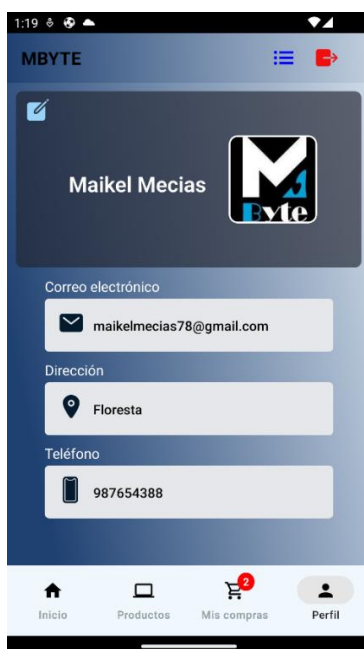 1:19
MBYTE
Maikel Mecias
M
Byte
Correo electrónico
maikelmecias78@gmail.com
Dirección
Floresta
Teléfono
987654388
2
Inicio
Productos
Mis compras
Perfil